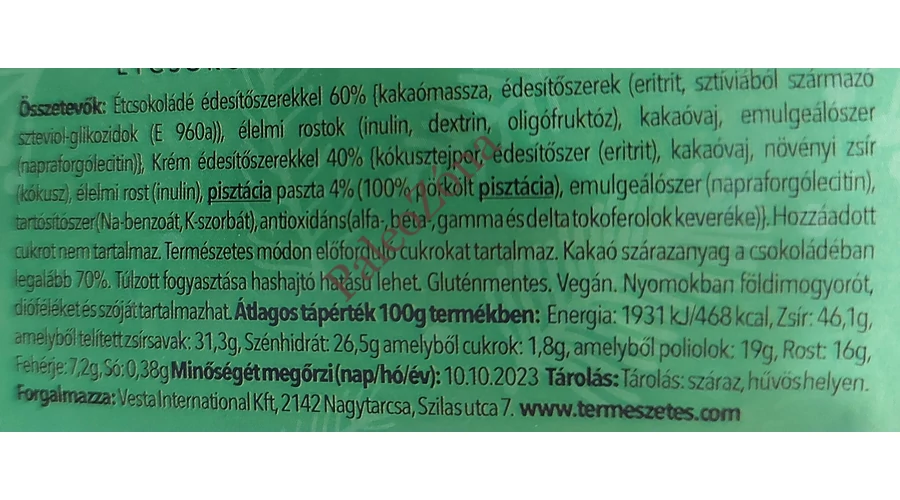 Összetevők: Étcsokoládé édesítőszerekkel 60% {kakaómassza, édesítőszerek (eritrit, sztíviából származó
szteviol-glikozidok (E 960a)), élelmi rostok (inulin, dextrin, oligófruktóz), kakaóvaj, emulgeálószer
(napraforgólecitin)}, Krém édesítőszerekkel 40% {kókusztejpor, édesítőszer (eritrit), kakaóvaj, növényi zsír
(kókusz), élelmi rost (inulin), pisztácia paszta 4% (100% pörkölt pisztácia), emulgeálószer (napraforgólecitin),
tartósítószer (Na-benzoát, K-szorbát), antioxidáns (alfa-, béta-, gamma és delta tokoferolok keveréke)}. Hozzáadott
cukrot nem tartalmaz. Természetes módon előforduló cukrokat tartalmaz. Kakaó szárazanyag a csokoládéban
legalább 70%. Túlzott fogyasztása hashajtó hatású lehet. Gluténmentes. Vegán. Nyomokban földimogyorót,
dióféléket és szóját tartalmazhat. Átlagos tápérték 100g termékben: Energia: 1931 kJ/468 kcal, Zsír: 46,1g,
amelyből telített zsírsavak: 31,3g, Szénhidrát: 26,5g amelyből cukrok: 1,8g, amelyből poliolok: 19g, Rost: 16g,
Fehérje: 7,2g, Só: 0,38g Minőségét megőrzi (nap/hó/év): 10.10.2023 Tárolás: Tárolás: száraz, hűvös helyen.
Forgalmazza: Vesta International Kft, 2142 Nagytarcsa, Szilas utca 7. www.termeszetes.com
PaleoZóna